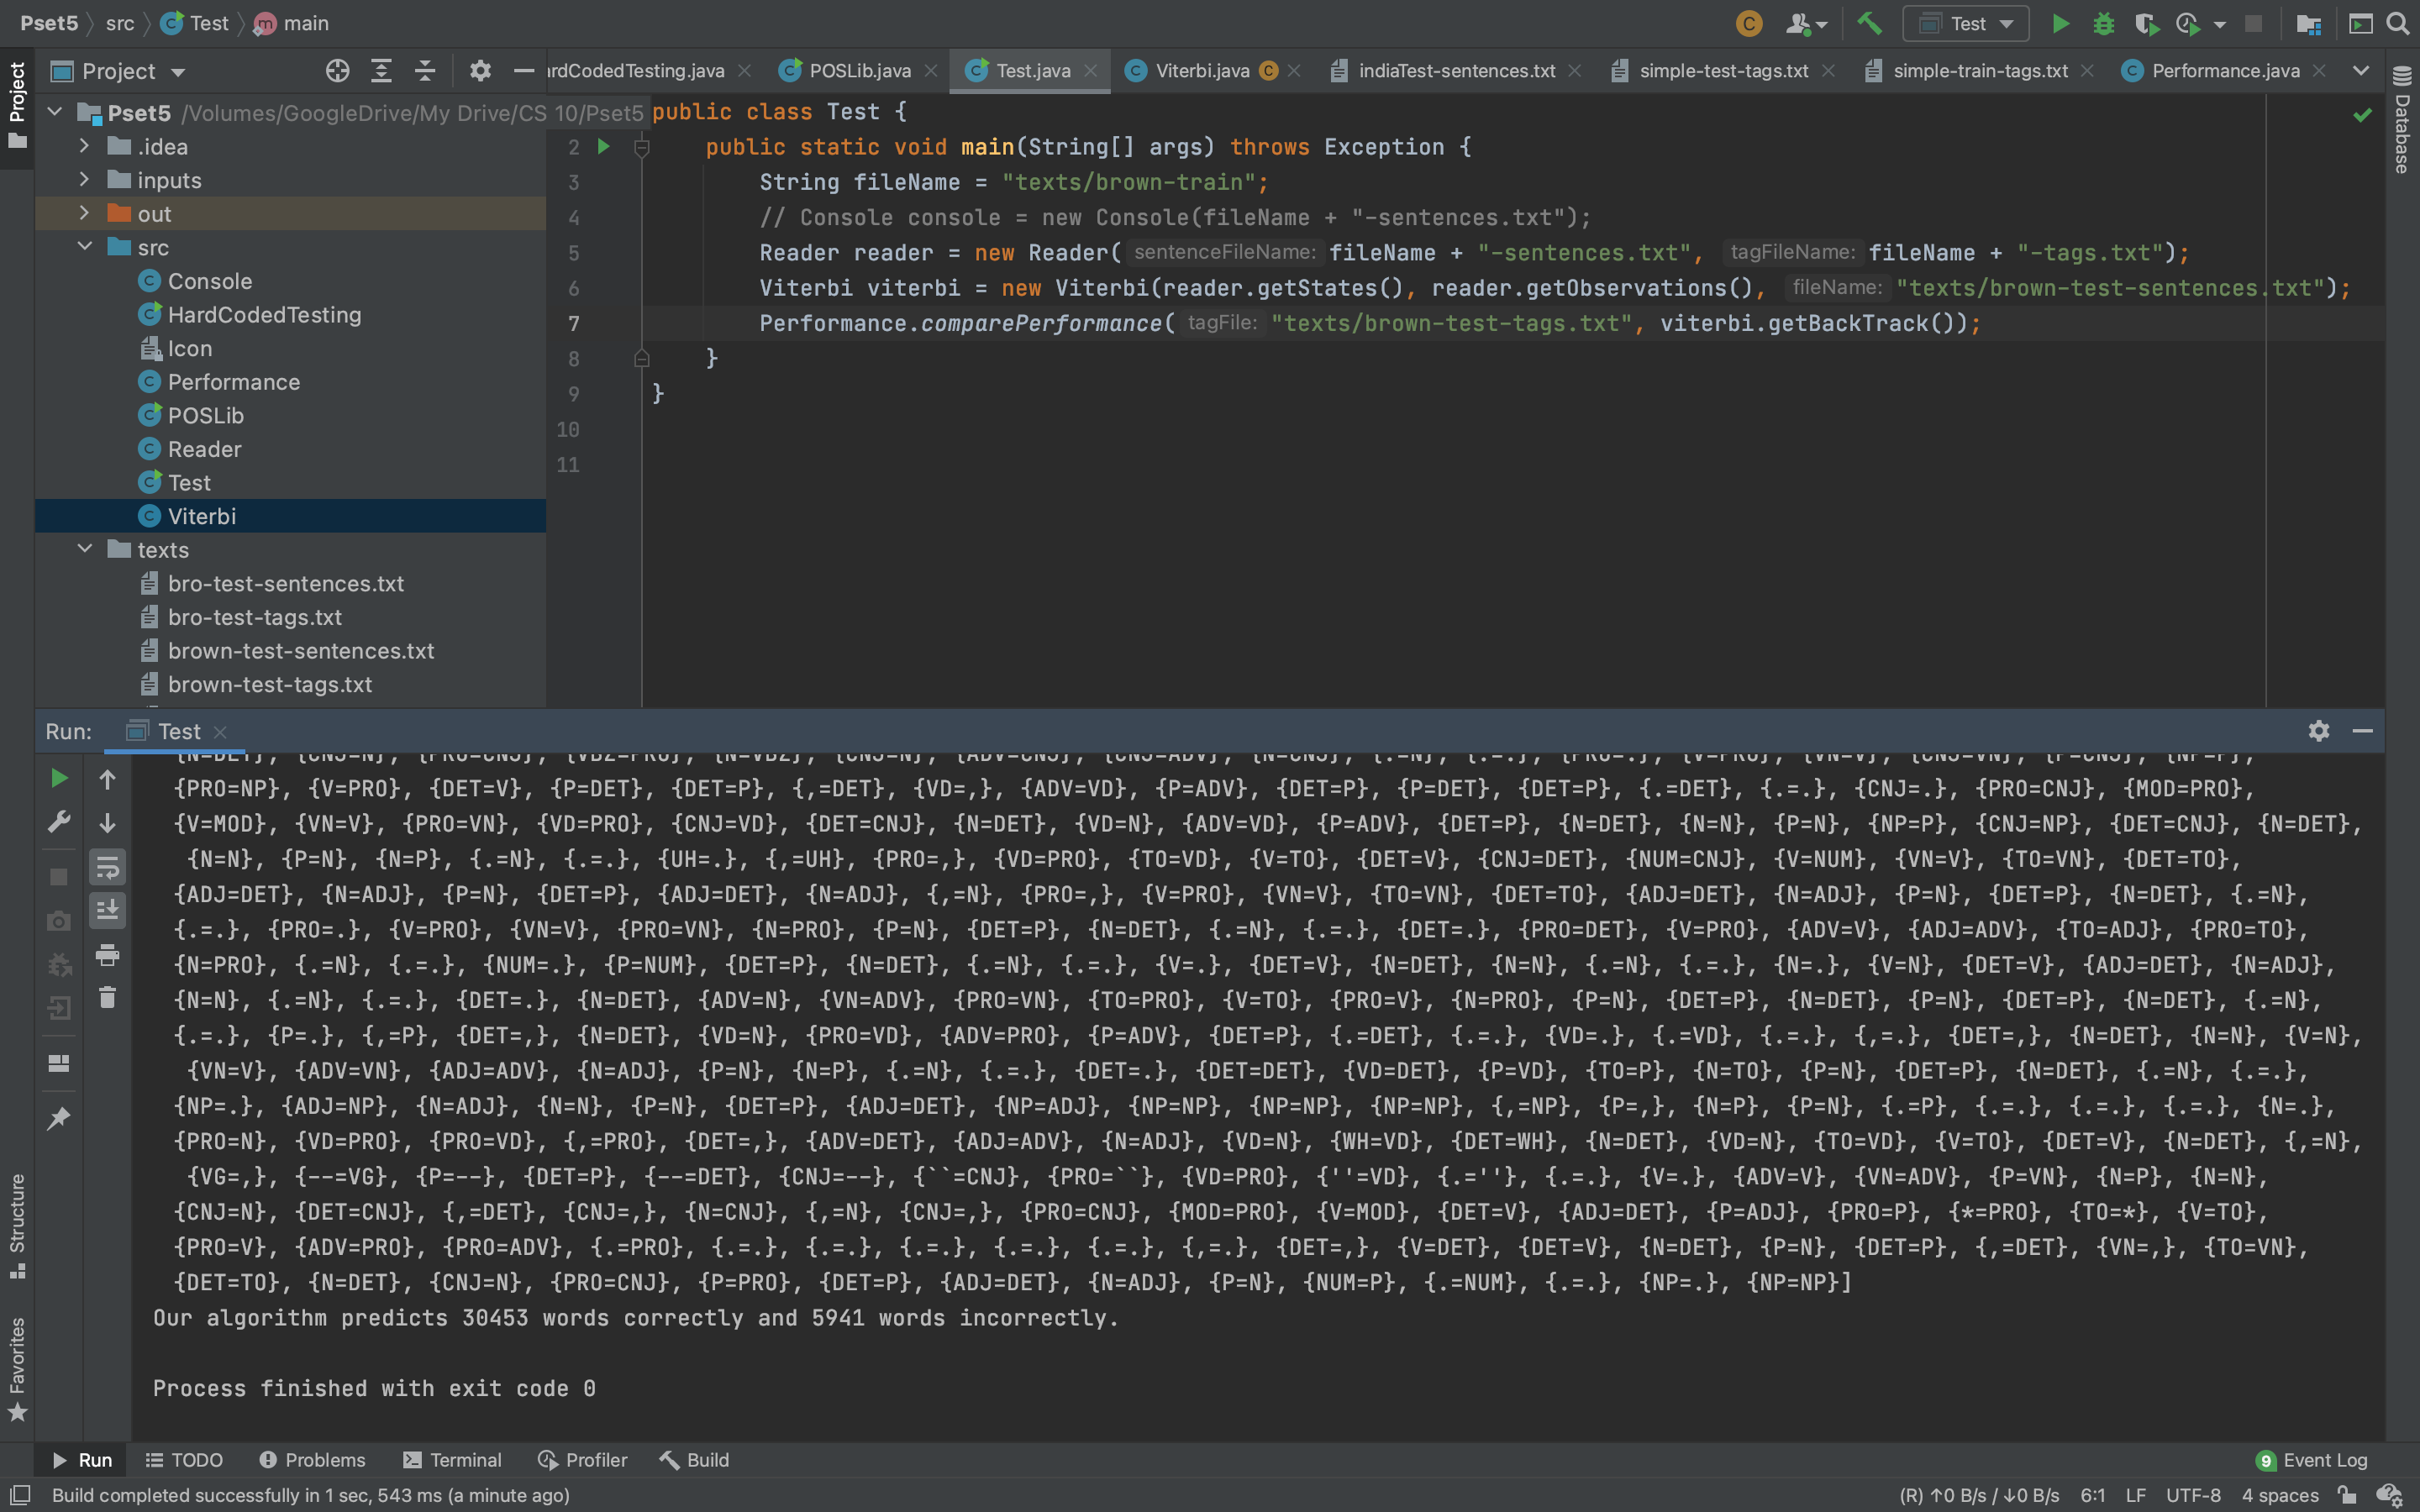 Pset5 src Test main
Test
Project
HardCodedTesting.java POSLib.java Test.java Viterbi.java indiaTest-sentences.txt simple-test-tags.txt simple-train-tags.txt Performance.java
Project
Database
Pset5 /Volumes/GoogleDrive/My Drive/CS 10/Pset5
.idea
inputs
out
src
Console
HardCodedTesting
Icon
Performance
POSLib
Reader
Test
Viterbi
texts
bro-test-sentences.txt
bro-test-tags.txt
brown-test-sentences.txt
brown-test-tags.txt
public class Test {
2 public static void main(String[] args) throws Exception {
3 String fileName = "texts/brown-train";
4 // Console console = new Console(fileName + "-sentences.txt");
5 Reader reader = new Reader( sentenceFileName: fileName + "-sentences.txt", tagFileName: fileName + "-tags.txt");
6 Viterbi viterbi = new Viterbi(reader.getStates(), reader.getObservations(), fileName: "texts/brown-test-sentences.txt");
7 Performance.comparePerformance( tagFile: "texts/brown-test-tags.txt", viterbi.getBackTrack());
8 }
9 }
10
11
Run: Test
{N=DET}, {CNJ=N}, {PRO=CNJ}, {VBZ=PRO}, {N=VBZ}, {CNJ=N}, {ADV=CNJ}, {CNJ=ADV}, {N=CNJ}, {.=N}, {.=.}, {PRO=.}, {V=PRO}, {VN=V}, {CNJ=VN}, {P=CNJ}, {NP=P},
{PRO=NP}, {V=PRO}, {DET=V}, {P=DET}, {DET=P}, {,=DET}, {VD=,}, {ADV=VD}, {P=ADV}, {DET=P}, {P=DET}, {DET=P}, {.=DET}, {.=.}, {CNJ=.}, {PRO=CNJ}, {MOD=PRO},
{V=MOD}, {VN=V}, {PRO=VN}, {VD=PRO}, {CNJ=VD}, {DET=CNJ}, {N=DET}, {VD=N}, {ADV=VD}, {P=ADV}, {DET=P}, {N=DET}, {N=N}, {P=N}, {NP=P}, {CNJ=NP}, {DET=CNJ}, {N=DET},
{N=N}, {P=N}, {N=P}, {.=N}, {.=.}, {UH=.}, {,=UH}, {PRO=,}, {VD=PRO}, {TO=VD}, {V=TO}, {DET=V}, {CNJ=DET}, {NUM=CNJ}, {V=NUM}, {VN=V}, {TO=VN}, {DET=TO},
{ADJ=DET}, {N=ADJ}, {P=N}, {DET=P}, {ADJ=DET}, {N=ADJ}, {,=N}, {PRO=,}, {V=PRO}, {VN=V}, {TO=VN}, {DET=TO}, {ADJ=DET}, {N=ADJ}, {P=N}, {DET=P}, {N=DET}, {.=N},
{.=.}, {PRO=.}, {V=PRO}, {VN=V}, {PRO=VN}, {N=PRO}, {P=N}, {DET=P}, {N=DET}, {.=N}, {.=.}, {DET=.}, {PRO=DET}, {V=PRO}, {ADV=V}, {ADJ=ADV}, {TO=ADJ}, {PRO=TO},
{N=PRO}, {.=N}, {.=.}, {NUM=.}, {P=NUM}, {DET=P}, {N=DET}, {.=N}, {.=.}, {V=.}, {DET=V}, {N=DET}, {N=N}, {.=N}, {.=.}, {N=.}, {V=N}, {DET=V}, {ADJ=DET}, {N=ADJ},
{N=N}, {.=N}, {.=.}, {DET=.}, {N=DET}, {ADV=N}, {VN=ADV}, {PRO=VN}, {TO=PRO}, {V=TO}, {PRO=V}, {N=PRO}, {P=N}, {DET=P}, {N=DET}, {P=N}, {DET=P}, {N=DET}, {.=N},
{.=.}, {P=.}, {,=P}, {DET=,}, {N=DET}, {VD=N}, {PRO=VD}, {ADV=PRO}, {P=ADV}, {DET=P}, {.=DET}, {.=.}, {VD=.}, {.=VD}, {.=.}, {,=.}, {DET=,}, {N=DET}, {N=N}, {V=N},
{VN=V}, {ADV=VN}, {ADJ=ADV}, {N=ADJ}, {P=N}, {N=P}, {.=N}, {.=.}, {DET=.}, {DET=DET}, {VD=DET}, {P=VD}, {TO=P}, {N=TO}, {P=N}, {DET=P}, {N=DET}, {.=N}, {.=.},
{NP=.}, {ADJ=NP}, {N=ADJ}, {N=N}, {P=N}, {DET=P}, {ADJ=DET}, {NP=ADJ}, {NP=NP}, {NP=NP}, {NP=NP}, {,=NP}, {P=,}, {N=P}, {P=N}, {.=P}, {.=.}, {.=.}, {.=.}, {N=.},
{PRO=N}, {VD=PRO}, {PRO=VD}, {,=PRO}, {DET=,}, {ADV=DET}, {ADJ=ADV}, {N=ADJ}, {VD=N}, {WH=VD}, {DET=WH}, {N=DET}, {VD=N}, {TO=VD}, {V=TO}, {DET=V}, {N=DET}, {,=N},
{VG=,}, {--=VG}, {P=--}, {DET=P}, {--=DET}, {CNJ=--}, {``=CNJ}, {PRO=``}, {VD=PRO}, {''=VD}, {.=''}, {.=.}, {V=.}, {ADV=V}, {VN=ADV}, {P=VN}, {N=P}, {N=N},
{CNJ=N}, {DET=CNJ}, {,=DET}, {CNJ=,}, {N=CNJ}, {,=N}, {CNJ=,}, {PRO=CNJ}, {MOD=PRO}, {V=MOD}, {DET=V}, {ADJ=DET}, {P=ADJ}, {PRO=P}, {*=PRO}, {TO=*}, {V=TO},
{PRO=V}, {ADV=PRO}, {PRO=ADV}, {.=PRO}, {.=.}, {.=.}, {.=.}, {.=.}, {.=.}, {,=.}, {DET=,}, {V=DET}, {DET=V}, {N=DET}, {P=N}, {DET=P}, {,=DET}, {VN=,}, {TO=VN},
{DET=TO}, {N=DET}, {CNJ=N}, {PRO=CNJ}, {P=PRO}, {DET=P}, {ADJ=DET}, {N=ADJ}, {P=N}, {NUM=P}, {.=NUM}, {.=.}, {NP=.}, {NP=NP}]
Our algorithm predicts 30453 words correctly and 5941 words incorrectly.
Process finished with exit code 0
Structure
Favorites
Run TODO Problems Terminal Profiler Build 9 Event Log
Build completed successfully in 1 sec, 543 ms (a minute ago) (R) ↑0 B/s / ↓0 B/s 6:1 LF UTF-8 4 spaces